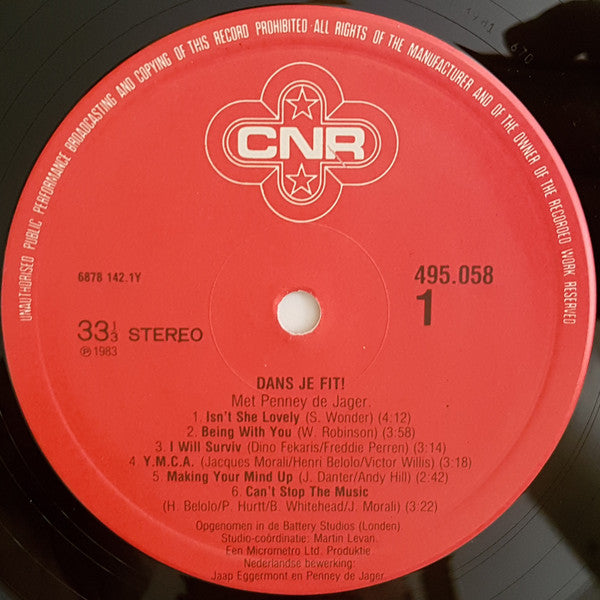 UNAUTHORISED PUBLIC PERFORMANCE BROADCASTING AND COPYING OF THIS RECORD PROHIBITED·ALL RIGHTS OF THE MANUFACTURER AND OF THE OWNER OF THE RECORDED WORK RESERVED
CNR
6878 142.1Y
495.058
1
33 1/3 STEREO
℗ 1983
DANS JE FIT!
Met Penney de Jager.
1. Isn't She Lovely (S. Wonder) (4:12)
2. Being With You (W. Robinson) (3:58)
3. I Will Surviv (Dino Fekaris/Freddie Perren) (3:14)
4. Y.M.C.A. (Jacques Morali/Henri Belolo/Victor Willis) (3:18)
5. Making Your Mind Up (J. Danter/Andy Hill) (2:42)
6. Can't Stop The Music
(H. Belolo/P. Hurtt/B. Whitehead/J. Morali) (3.22)
Opgenomen in de Battery Studios (Londen).
Studio-coördinatie: Martin Levan.
Een Micrometro Ltd. Produktie
Nederlandse bewerking:
Jaap Eggermont en Penney de Jager.